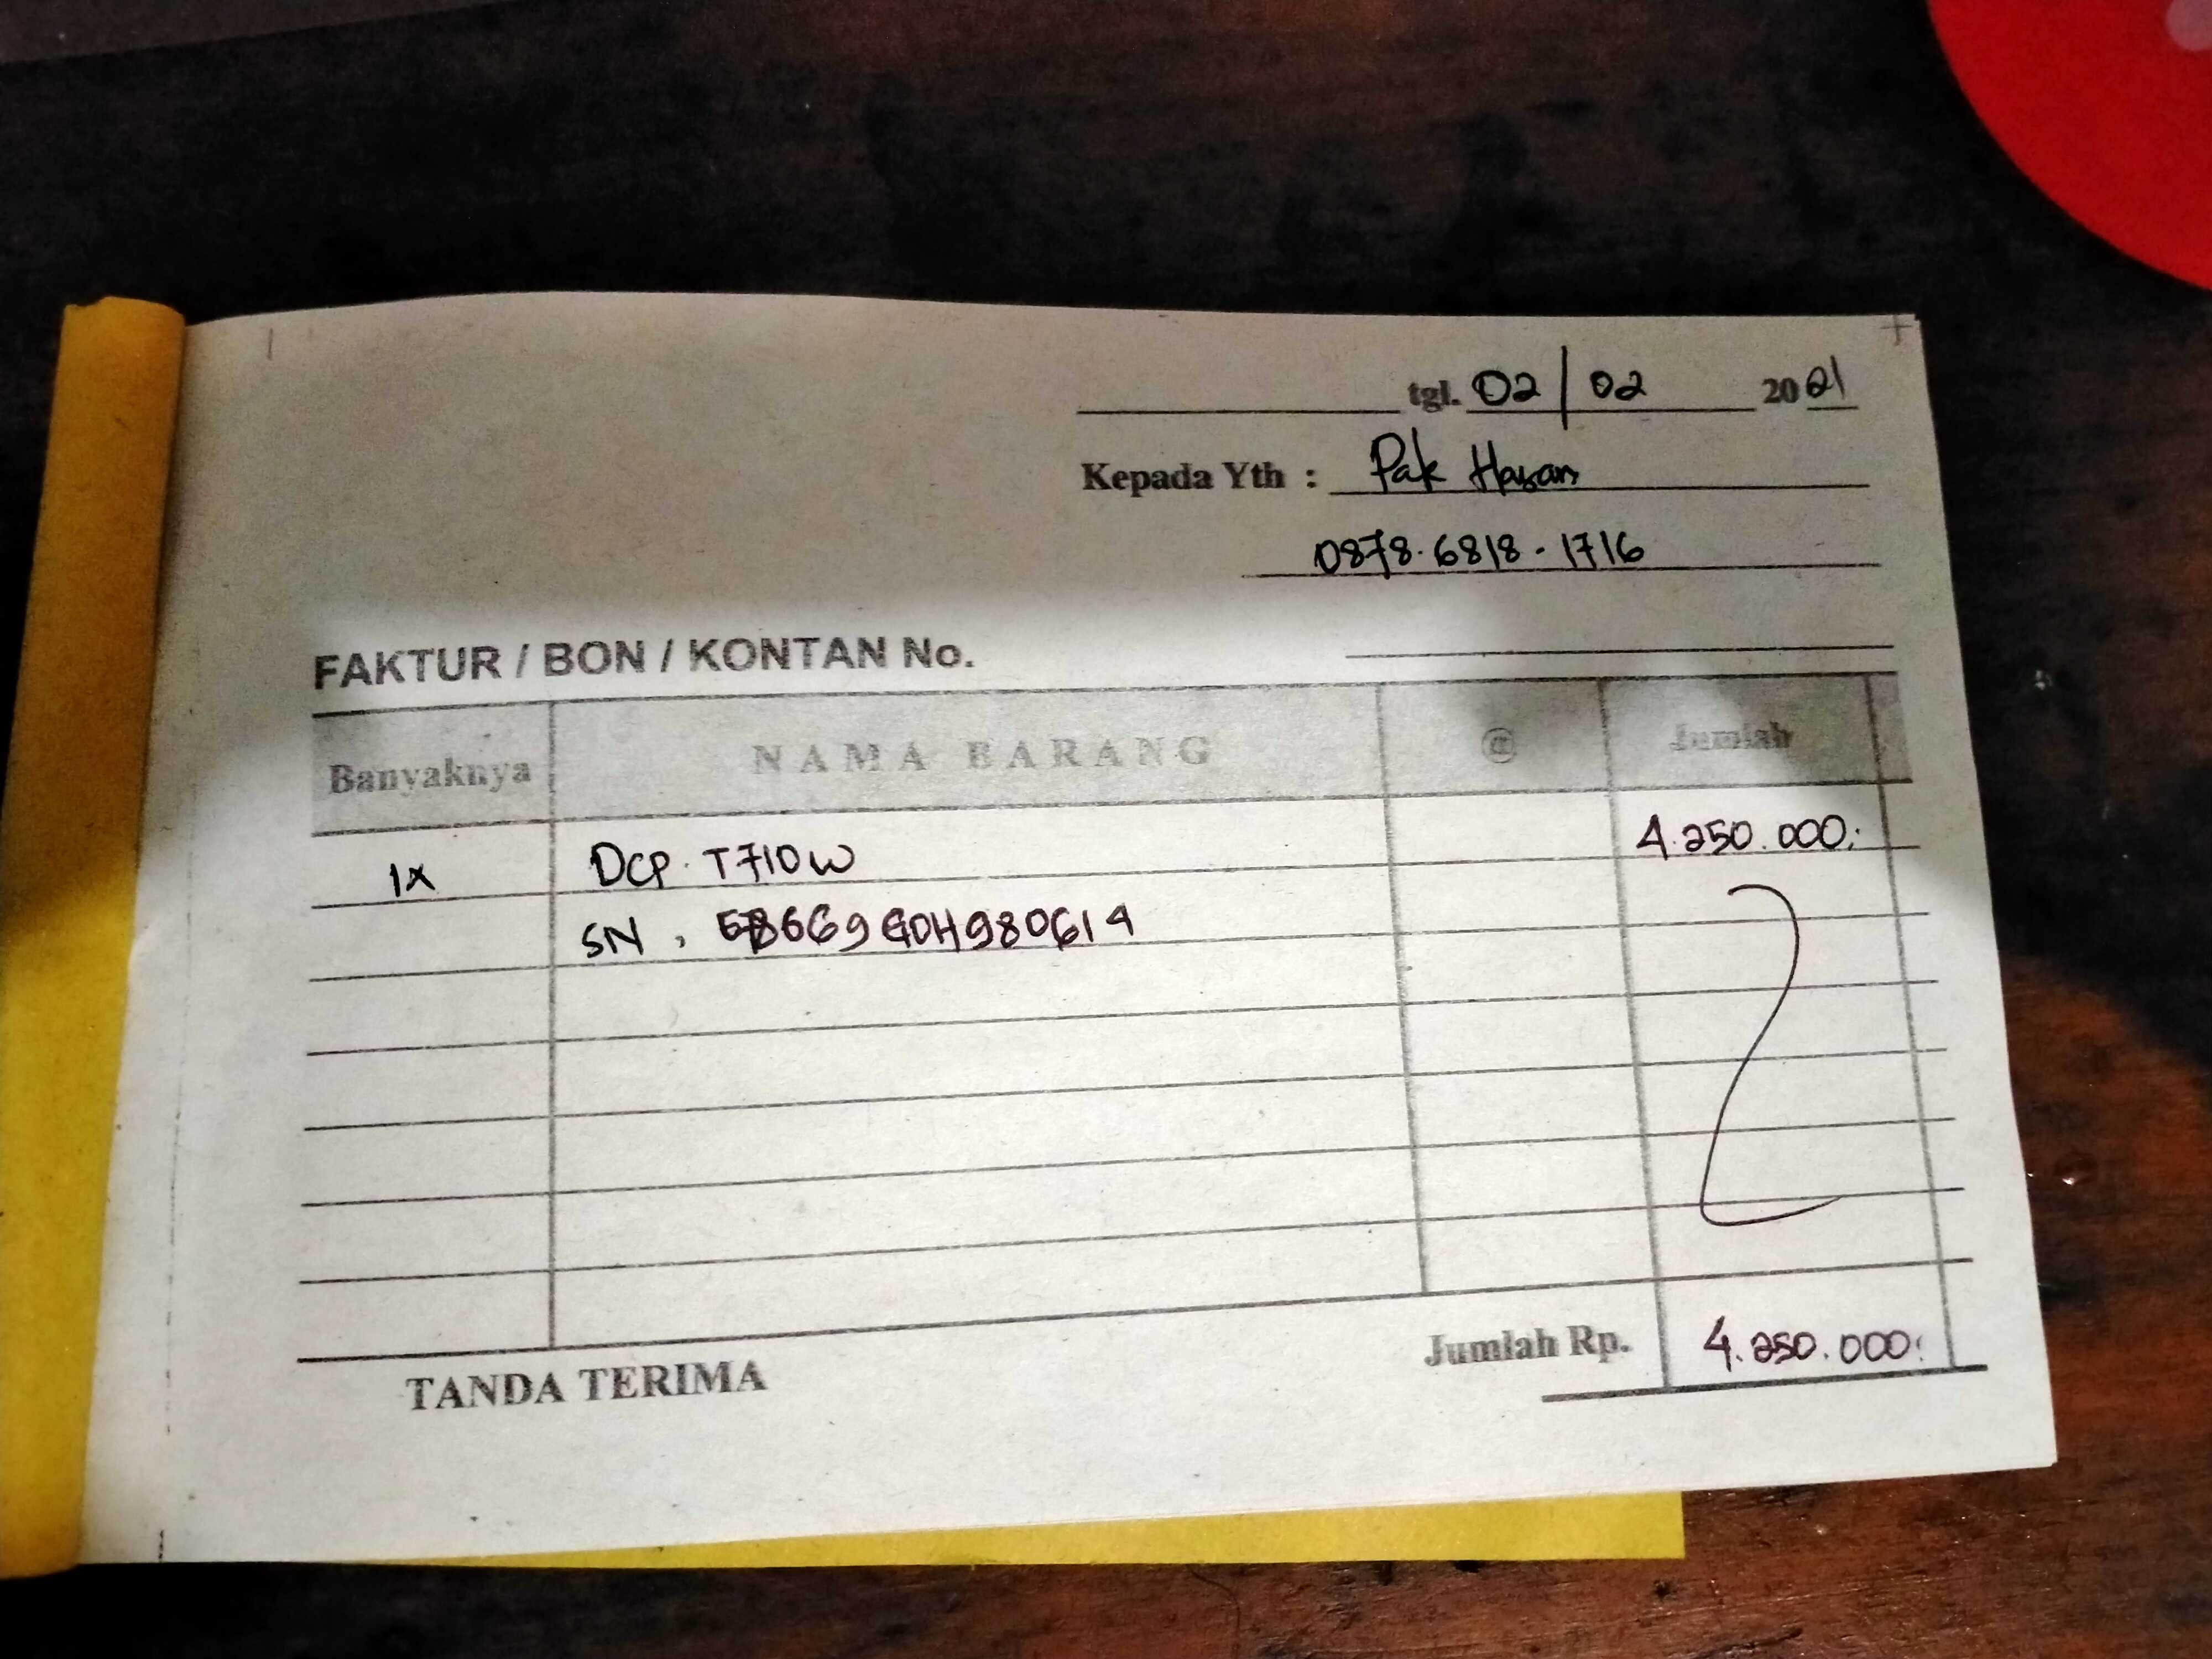 tgl. 02 / 02 2021
Kepada Yth : Pak Hasan
0878.6818-1716
FAKTUR / BON / KONTAN No.
Banyaknya NAMA BARANG @ Jumlah
1x DCP. T710W 4.250.000,-
SN.
Jumlah Rp. 4.250.000,-
TANDA TERIMA